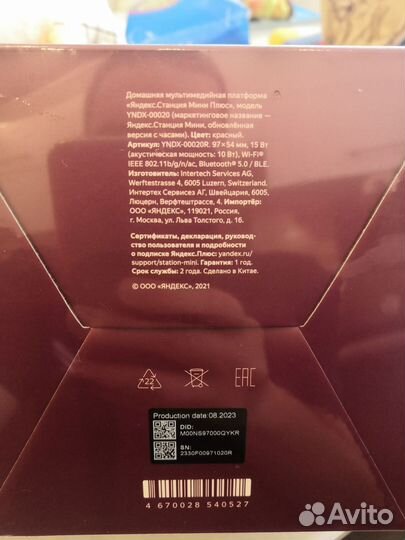 Домашняя мультимедийная платформа
«Яндекс.Станция Мини Плюс», модель
YNDX-00020 (маркетинговое название —
Яндекс.Станция Мини, обновлённая
версия с часами). Цвет: красный.
Артикул: YNDX-00020R. 97 × 54 мм, 15 Вт
(акустическая мощность: 10 Вт), Wi-Fi®
IEEE 802.11b/g/n/ac, Bluetooth® 5.0 / BLE.
Изготовитель: Intertech Services AG,
Werftestrasse 4, 6005 Luzern, Switzerland.
Интертех Сервисез АГ, Швейцария, 6005,
Люцерн, Верфтештрассе, 4. Импортёр:
ООО «ЯНДЕКС», 119021, Россия,
г. Москва, ул. Льва Толстого, д. 16.
Сертификаты, декларация, руковод-
ство пользователя и подробности
о подписке Яндекс.Плюс: yandex.ru/
support/station-mini. Гарантия: 1 год.
Срок службы: 2 года. Сделано в Китае.
© ООО «ЯНДЕКС», 2021
22
EAC
Production date:08.2023
DID:
M00NS97000QYKR
SN:
2330F00971020R
4 670028 540527
Avito